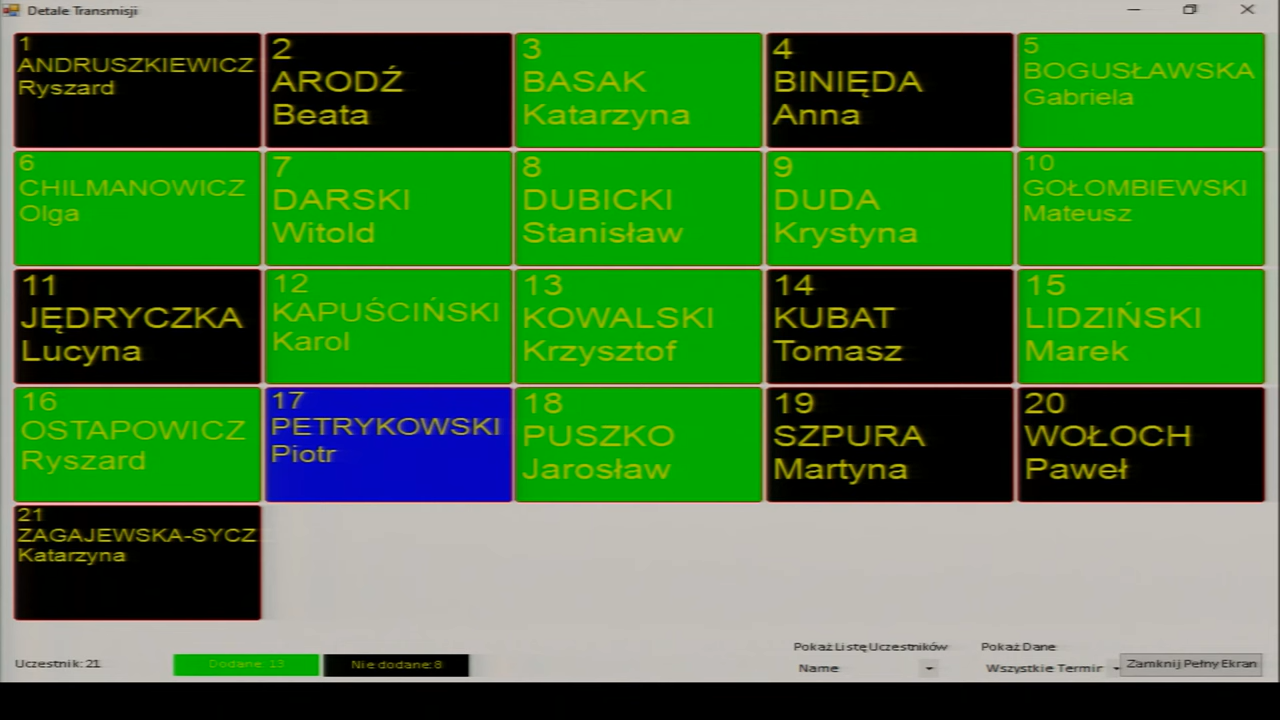 Detale Transmisji
1
ANDRUSZKIEWICZ
Ryszard
2
ARODŹ
Beata
3
BASAK
Katarzyna
4
BINIĘDA
Anna
5
BOGUSŁAWSKA
Gabriela
6
CHILMANOWICZ
Olga
7
DARSKI
Witold
8
DUBICKI
Stanisław
9
DUDA
Krystyna
10
GOŁOMBIEWSKI
Mateusz
11
JĘDRYCZKA
Lucyna
12
KAPUŚCIŃSKI
Karol
13
KOWALSKI
Krzysztof
14
KUBAT
Tomasz
15
LIDZIŃSKI
Marek
16
OSTAPOWICZ
Ryszard
17
PETRYKOWSKI
Piotr
18
PUSZKO
Jarosław
19
SZPURA
Martyna
20
WOŁOCH
Paweł
21
ZAGAJEWSKA-SYCZ
Katarzyna
Uczestnik: 21
Dodane: 13
Nie dodane: 8
Pokaż Listę Uczestników
Name
Pokaż Dane
Wszystkie Termir
Zamknij Pełny Ekran